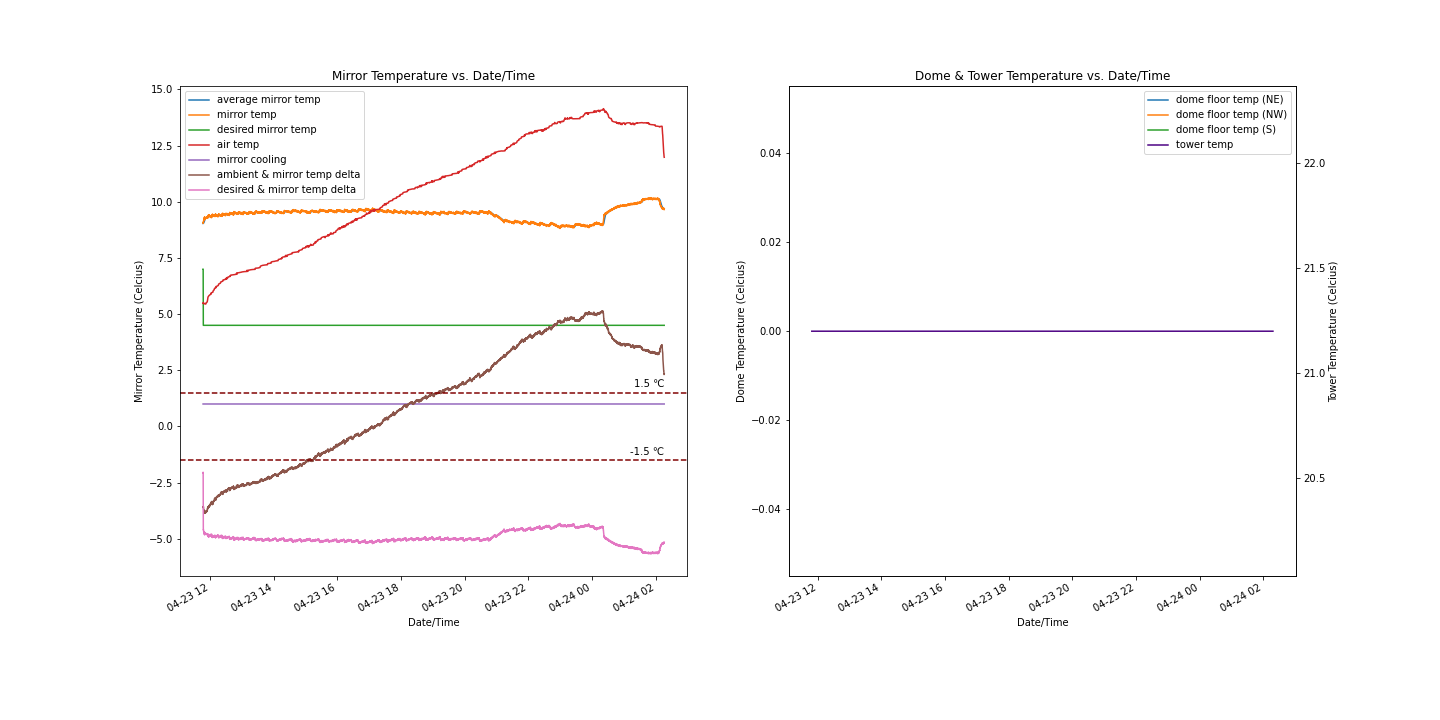 Mirror Temperature vs. Date/Time
15.0
12.5
10.0
7.5
5.0
2.5
0.0
−2.5
−5.0
Mirror Temperature (Celcius)
average mirror temp
mirror temp
desired mirror temp
air temp
mirror cooling
ambient & mirror temp delta
desired & mirror temp delta
1.5 ℃
-1.5 ℃
04-23 12
04-23 14
04-23 16
04-23 18
04-23 20
04-23 22
04-24 00
04-24 02
Date/Time
Dome & Tower Temperature vs. Date/Time
0.04
0.02
0.00
−0.02
−0.04
Dome Temperature (Celcius)
dome floor temp (NE)
dome floor temp (NW)
dome floor temp (S)
tower temp
22.0
21.5
21.0
20.5
Tower Temperature (Celcius)
04-23 12
04-23 14
04-23 16
04-23 18
04-23 20
04-23 22
04-24 00
04-24 02
Date/Time